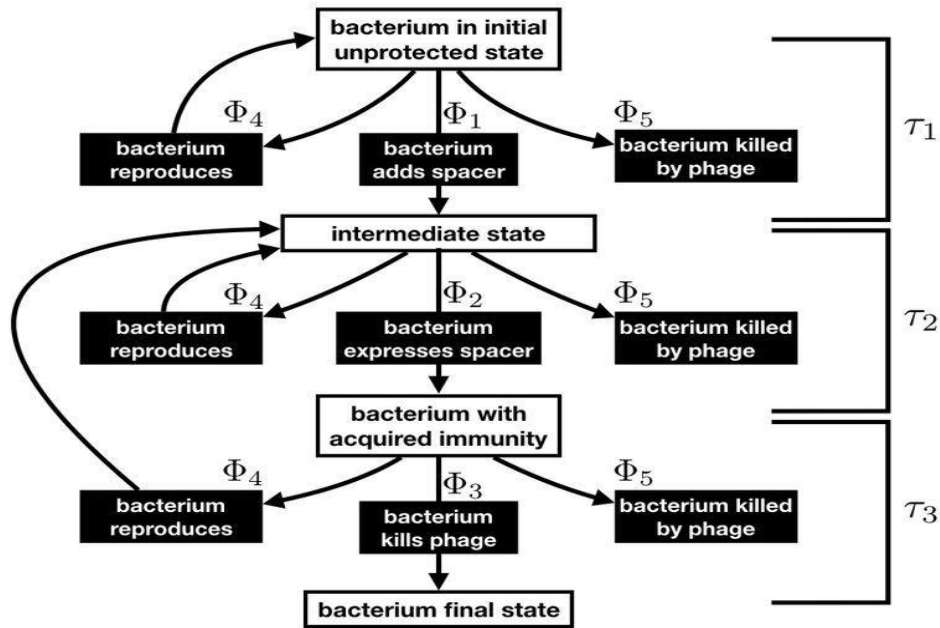 bacterium in initial
unprotected state
Φ4
Φ1
Φ5
bacterium
reproduces
bacterium
adds spacer
bacterium killed
by phage
τ1
intermediate state
Φ4
Φ2
Φ5
bacterium
reproduces
bacterium
expresses spacer
bacterium killed
by phage
τ2
bacterium with
acquired immunity
Φ4
Φ3
Φ5
bacterium
reproduces
bacterium
kills phage
bacterium killed
by phage
τ3
bacterium final state